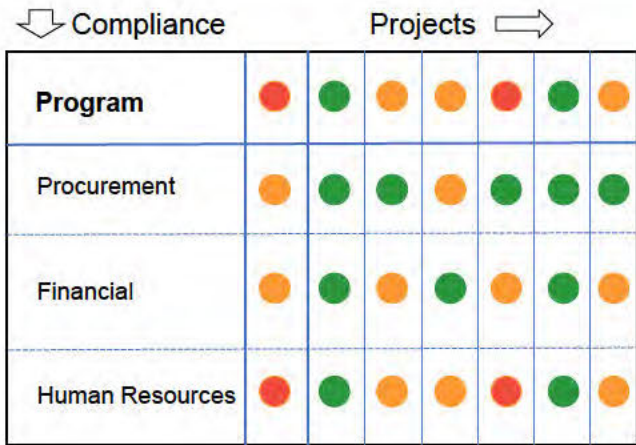 Compliance
Projects
Program
Procurement
Financial
Human Resources